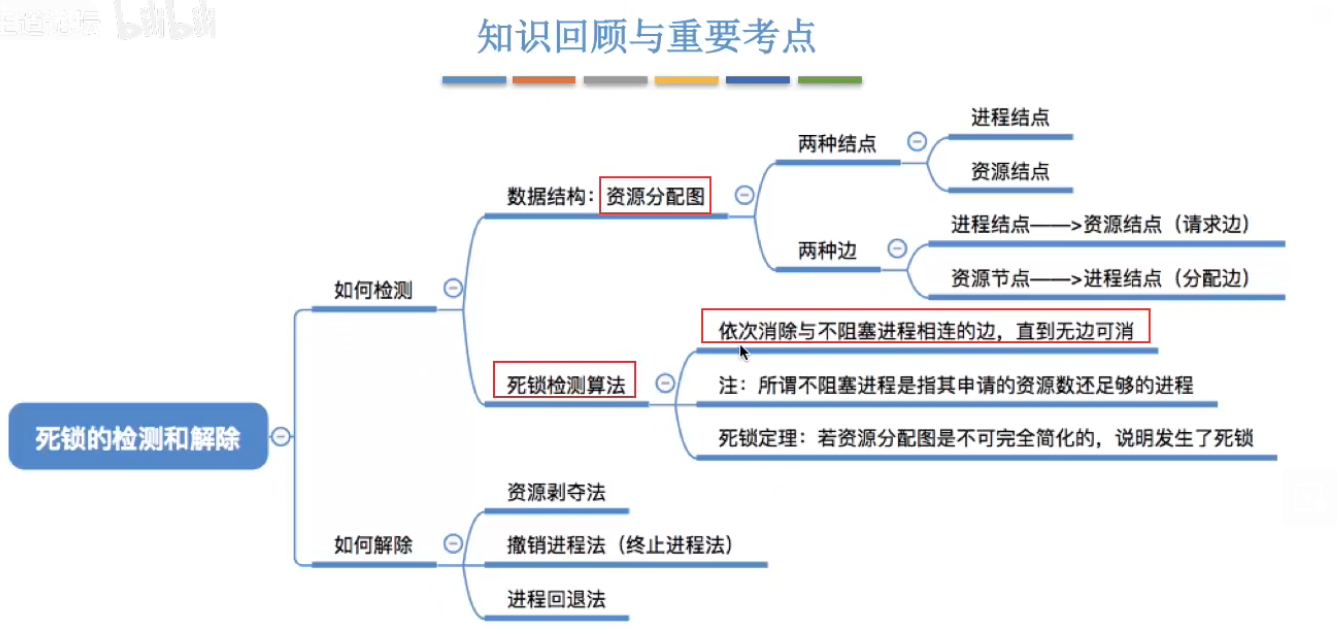 王道论坛 bilibili
知识回顾与重要考点
死锁的检测和解除
如何检测
数据结构：资源分配图
两种结点
进程结点
资源结点
两种边
进程结点——>资源结点（请求边）
资源节点——>进程结点（分配边）
死锁检测算法
依次消除与不阻塞进程相连的边，直到无边可消
注：所谓不阻塞进程是指其申请的资源数还足够的进程
死锁定理：若资源分配图是不可完全简化的，说明发生了死锁
如何解除
资源剥夺法
撤销进程法（终止进程法）
进程回退法